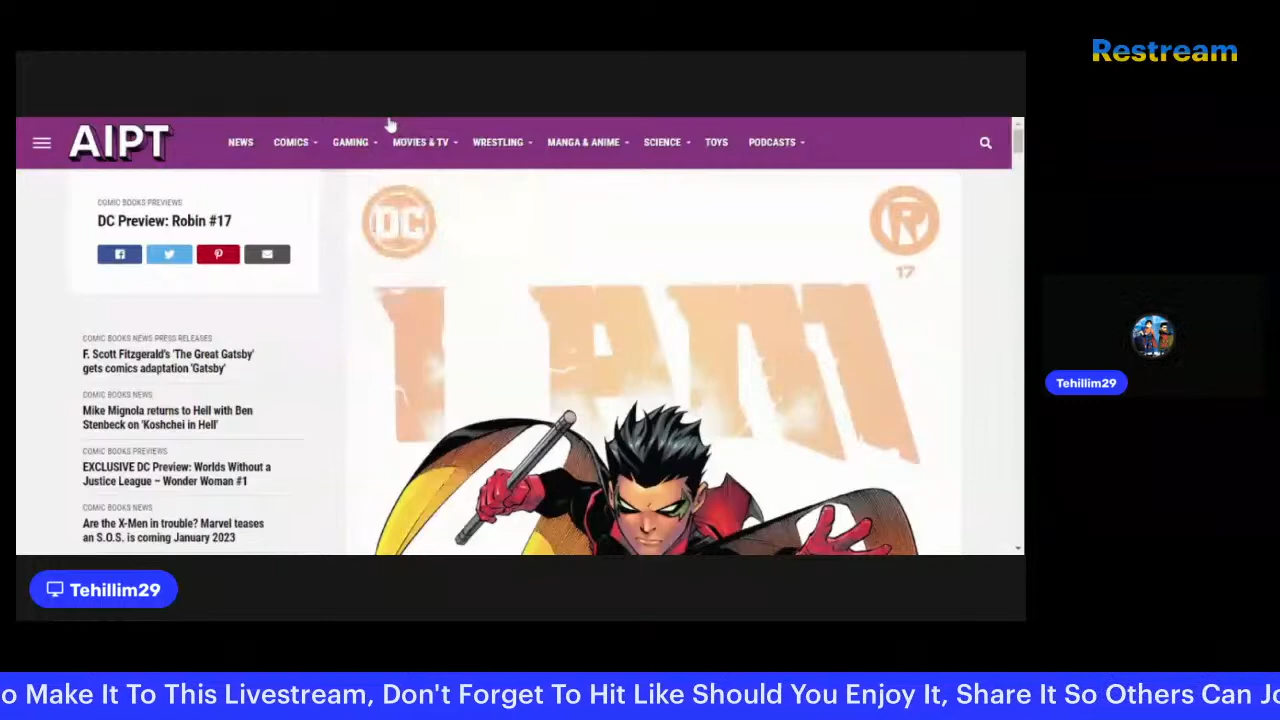 Restream
AIPT
NEWS COMICS GAMING MOVIES & TV WRESTLING MANGA & ANIME SCIENCE TOYS PODCASTS
COMIC BOOKS PREVIEWS
DC Preview: Robin #17
COMIC BOOKS NEWS PRESS RELEASES
F. Scott Fitzgerald's 'The Great Gatsby'
gets comics adaptation 'Gatsby'
COMIC BOOKS NEWS
Mike Mignola returns to Hell with Ben
Stenbeck on 'Koshchei in Hell'
COMIC BOOKS PREVIEWS
EXCLUSIVE DC Preview: Worlds Without a
Justice League – Wonder Woman #1
COMIC BOOKS NEWS
Are the X-Men in trouble? Marvel teases
an S.O.S. is coming January 2023
DC
R
17
I AM
Tehillim29
Tehillim29
o Make It To This Livestream, Don't Forget To Hit Like Should You Enjoy It, Share It So Others Can Jo